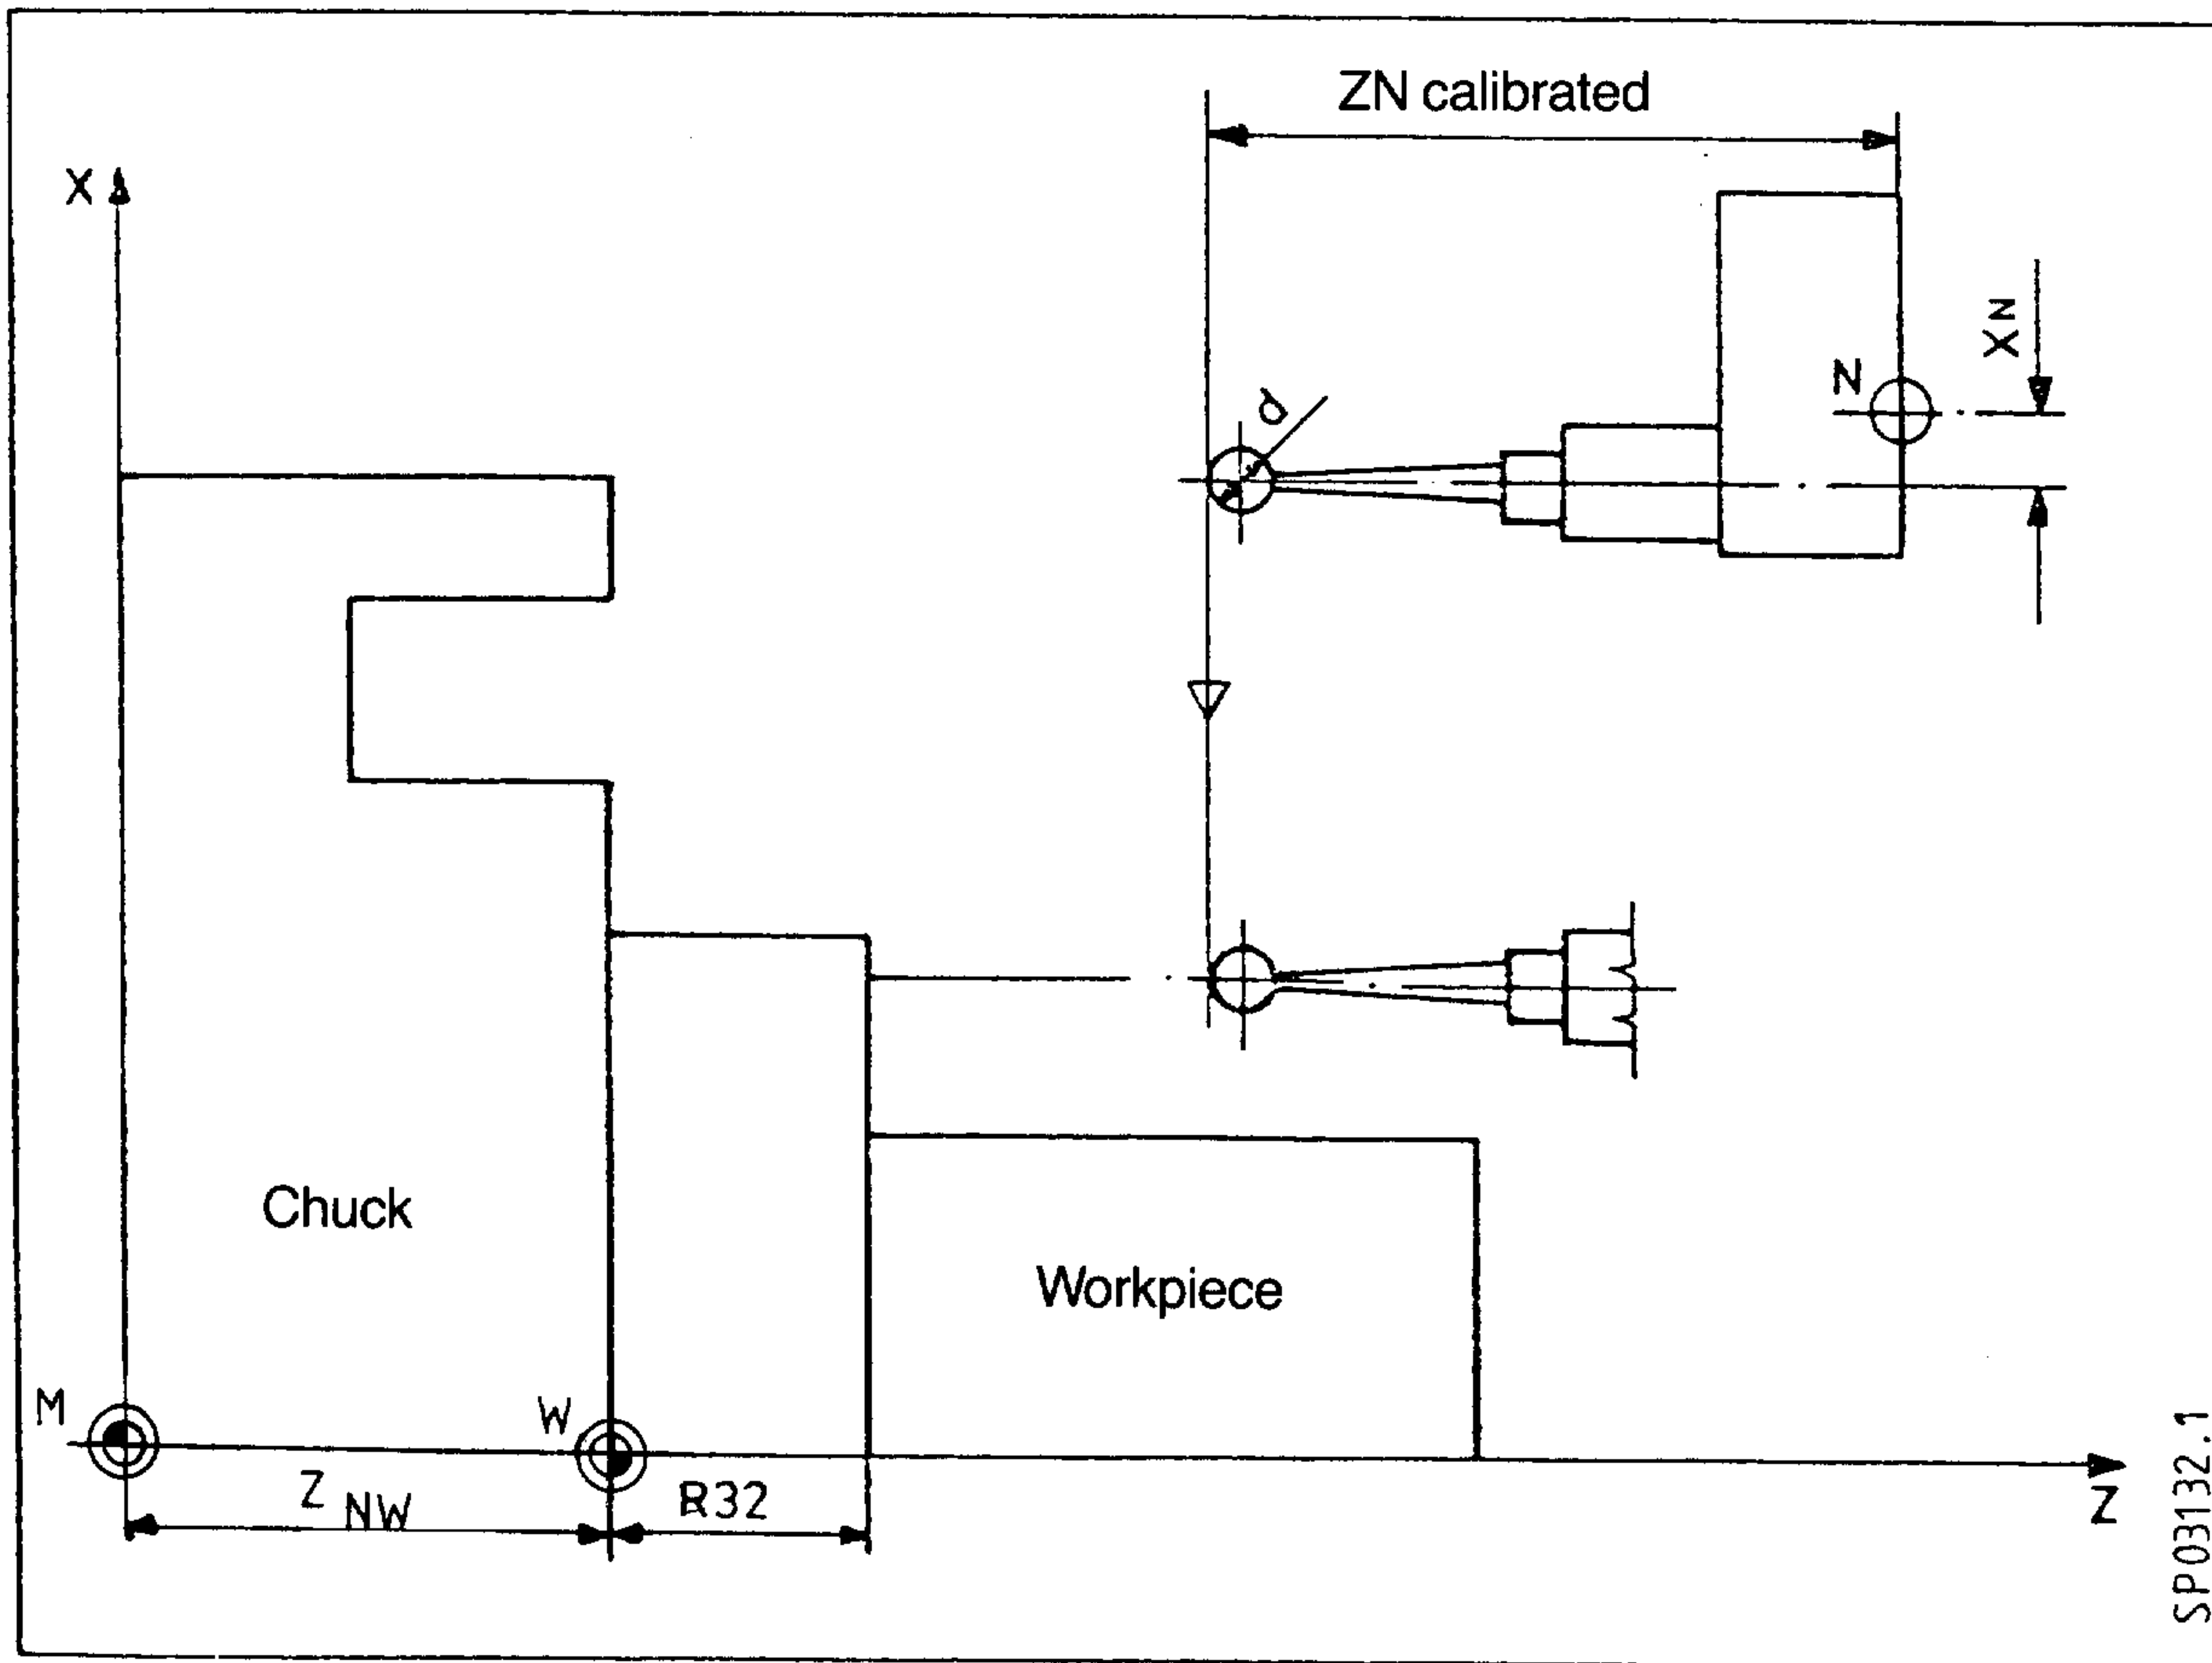 ZN calibrated
X
XN
N
d
Chuck
Workpiece
M
W
Z NW
R32
Z
SP03132.1